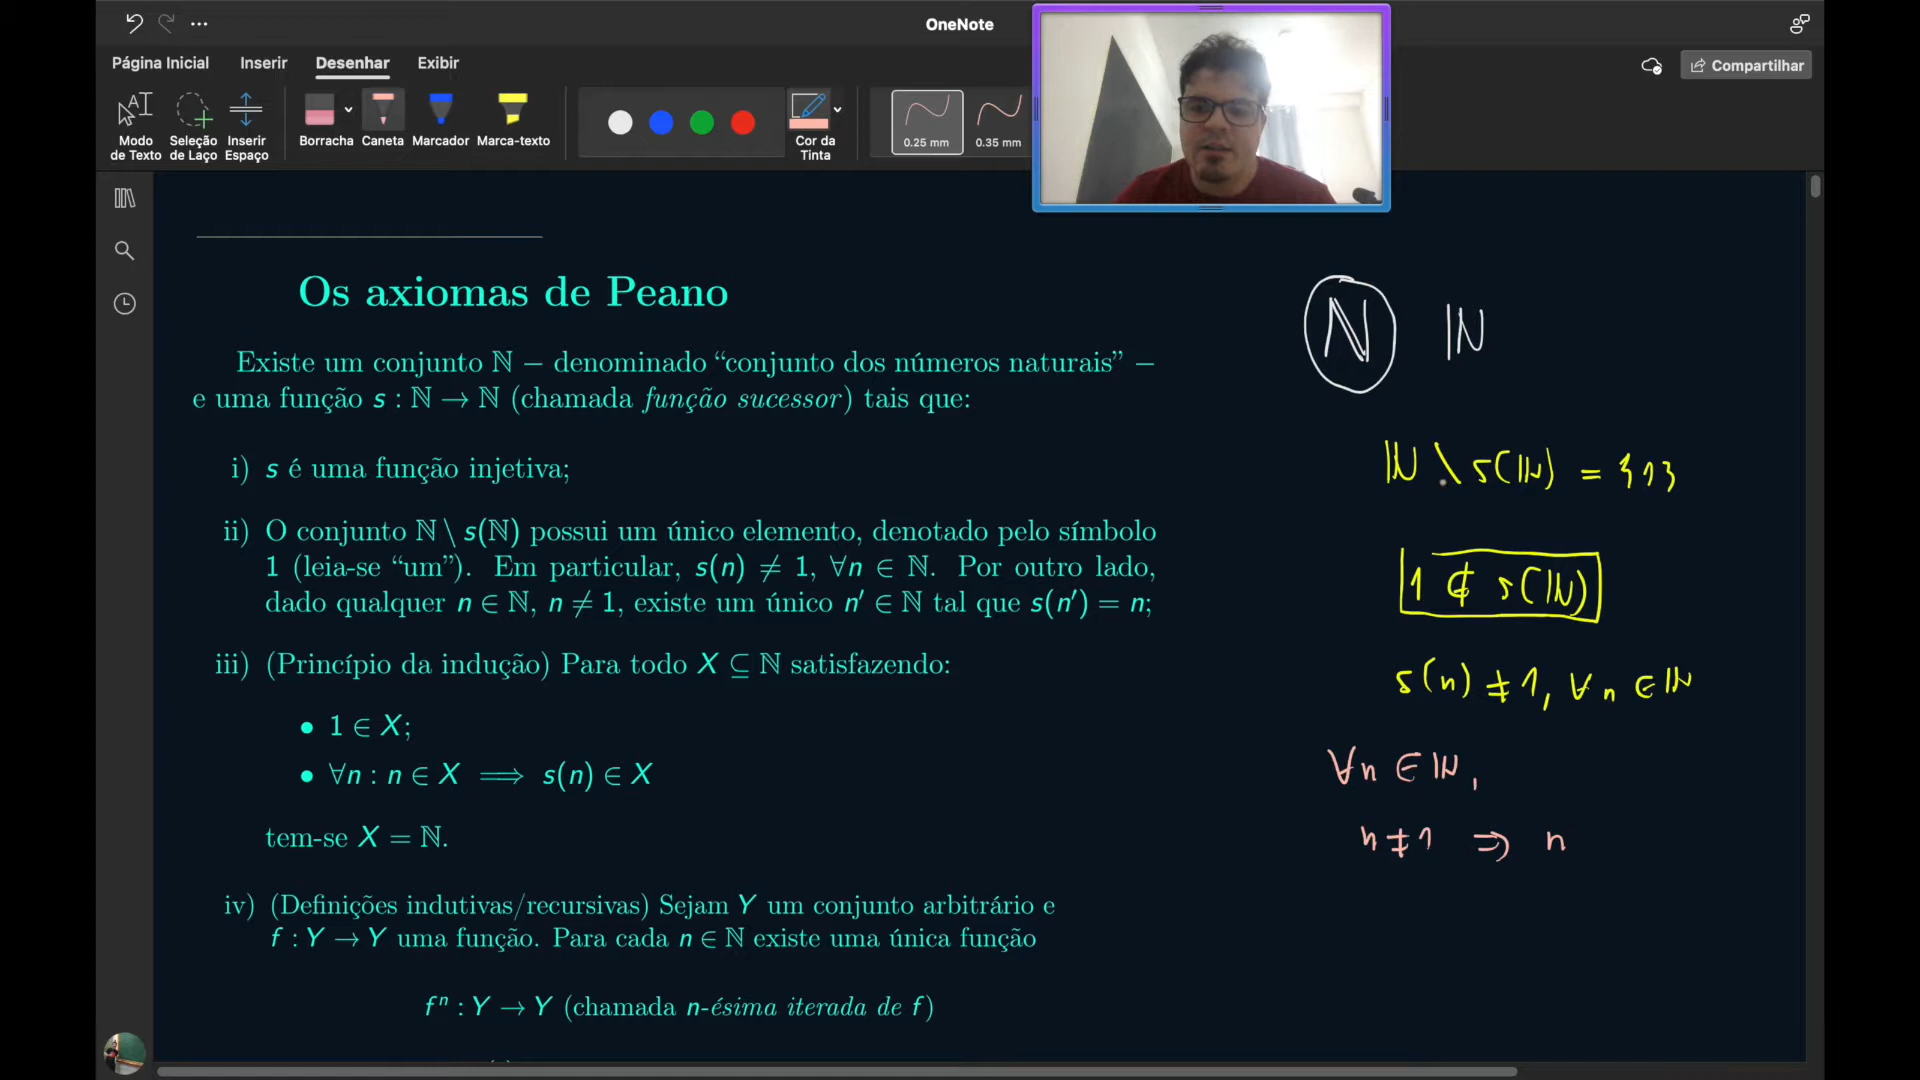 OneNote
Página Inicial Inserir Desenhar Exibir
Compartilhar
Modo de Texto
Seleção de Laço
Inserir Espaço
Borracha
Caneta
Marcador
Marca-texto
Cor da Tinta
0.25 mm
0.35 mm
Os axiomas de Peano
Existe um conjunto ℕ – denominado “conjunto dos números naturais” –
e uma função s : ℕ → ℕ (chamada função sucessor) tais que:
i) s é uma função injetiva;
ii) O conjunto ℕ \ s(ℕ) possui um único elemento, denotado pelo símbolo
1 (leia-se “um”). Em particular, s(n) ≠ 1, ∀n ∈ ℕ. Por outro lado,
dado qualquer n ∈ ℕ, n ≠ 1, existe um único n′ ∈ ℕ tal que s(n′) = n;
iii) (Princípio da indução) Para todo X ⊆ ℕ satisfazendo:
• 1 ∈ X;
• ∀n : n ∈ X ⟹ s(n) ∈ X
tem-se X = ℕ.
iv) (Definições indutivas/recursivas) Sejam Y um conjunto arbitrário e
f : Y → Y uma função. Para cada n ∈ ℕ existe uma única função
fⁿ : Y → Y (chamada n-ésima iterada de f)
ℕ ℕ
ℕ \ s(ℕ) = {1}
1 ∉ s(ℕ)
s(n) ≠ 1, ∀ n ∈ ℕ
∀n ∈ ℕ,
n ≠ 1 ⇒ n